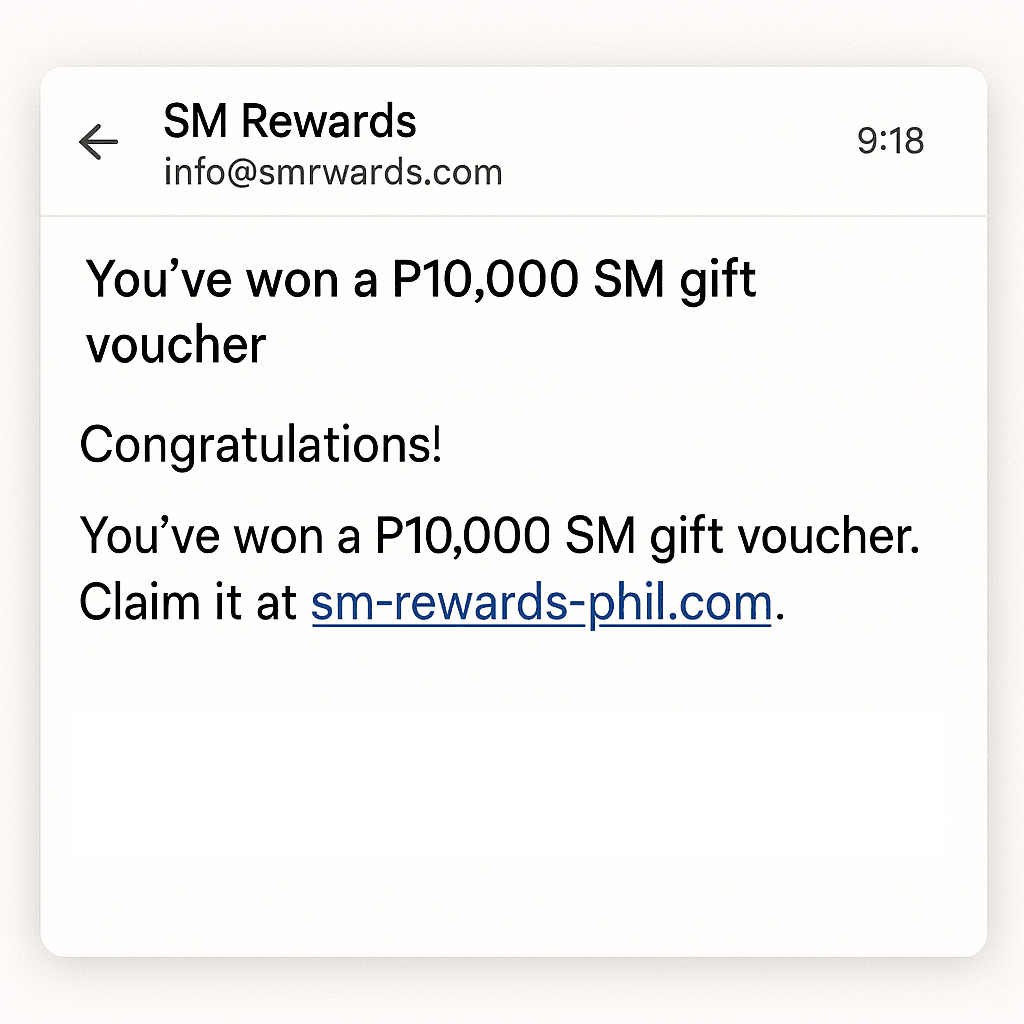 SM Rewards
info@smrwards.com
9:18
You’ve won a P10,000 SM gift
voucher
Congratulations!
You’ve won a P10,000 SM gift voucher.
Claim it at sm-rewards-phil.com.